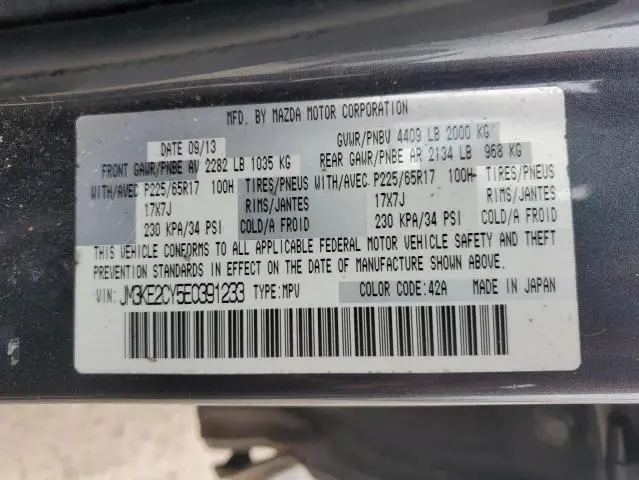 MFD. BY MAZDA MOTOR CORPORATION
DATE 09/13 GVWR/PNBV 4409 LB 2000 KG
FRONT GAWR/PNBE AV 2282 LB 1035 KG REAR GAWR/PNBE AR 2134 LB 968 KG
WITH/AVEC P225/65R17 100H TIRES/PNEUS WITH/AVEC P225/65R17 100H TIRES/PNEUS
17X7J RIMS/JANTES 17X7J RIMS/JANTES
230 KPA/34 PSI COLD/A FROID 230 KPA/34 PSI COLD/A FROID
THIS VEHICLE CONFORMS TO ALL APPLICABLE FEDERAL MOTOR VEHICLE SAFETY AND THEFT
PREVENTION STANDARDS IN EFFECT ON THE DATE OF MANUFACTURE SHOWN ABOVE.
VIN: JM3KE2CY5E0391233 TYPE:MPV COLOR CODE:42A MADE IN JAPAN